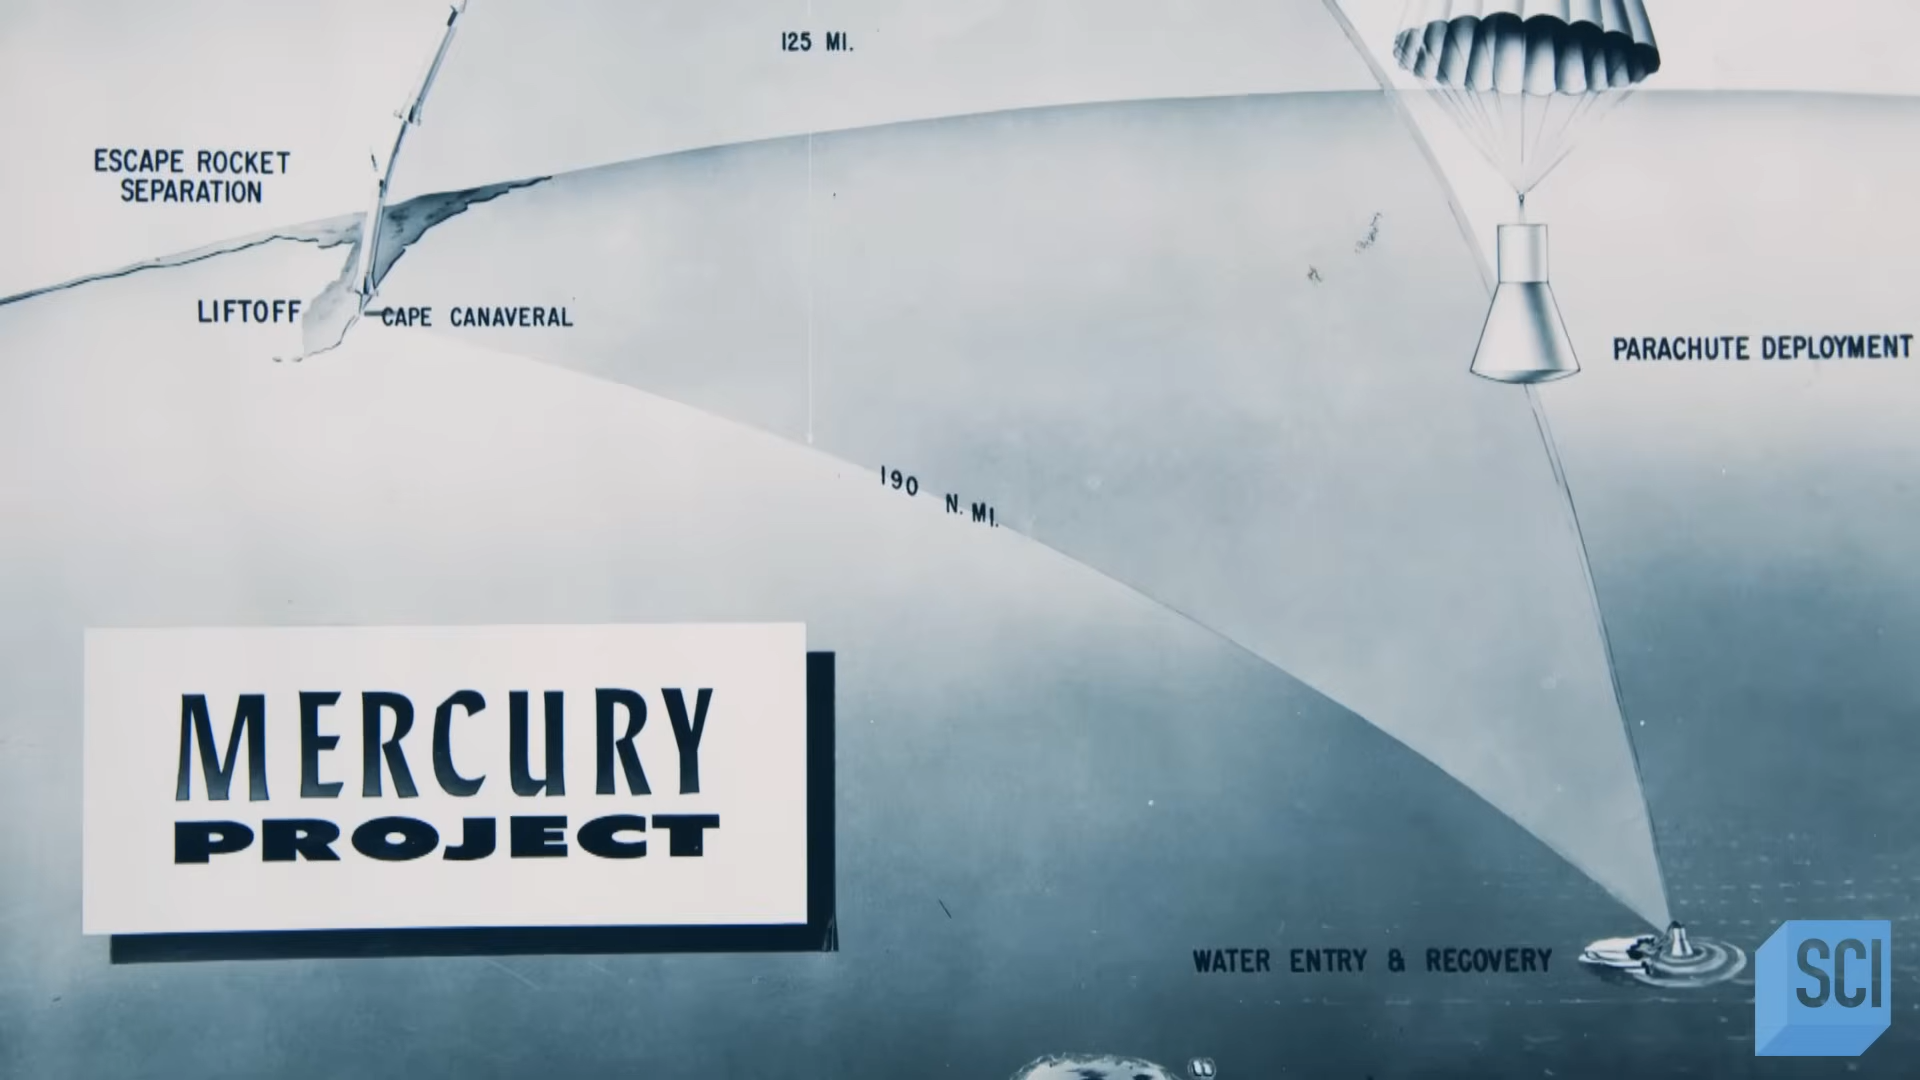 125 MI.
ESCAPE ROCKET
SEPARATION
LIFTOFF
CAPE CANAVERAL
PARACHUTE DEPLOYMENT
190 N. MI.
MERCURY
PROJECT
WATER ENTRY & RECOVERY
SCI